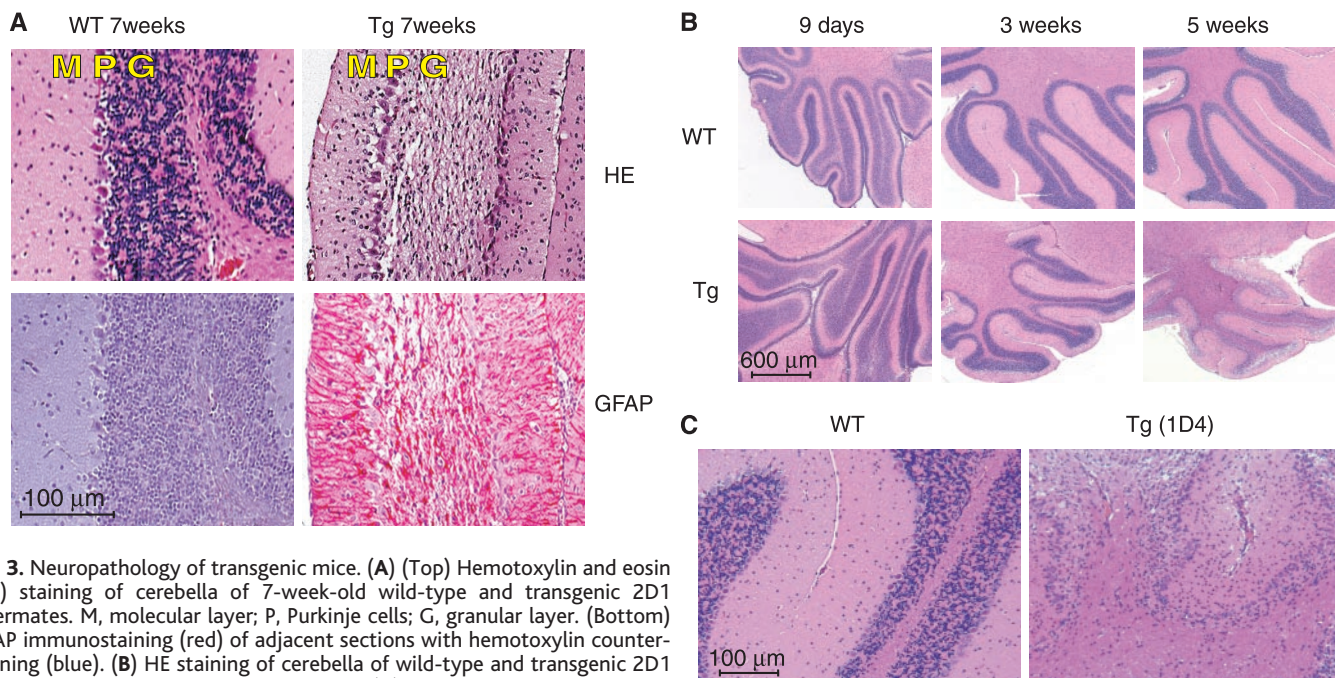 A
WT 7weeks
Tg 7weeks
M P G
M P G
HE
GFAP
100 µm
B
9 days
3 weeks
5 weeks
WT
Tg
600 µm
C
WT
Tg (1D4)
100 µm
3. Neuropathology of transgenic mice. (A) (Top) Hemotoxylin and eosin
) staining of cerebella of 7-week-old wild-type and transgenic 2D1
ermates. M, molecular layer; P, Purkinje cells; G, granular layer. (Bottom)
AP immunostaining (red) of adjacent sections with hemotoxylin counter-
ning (blue). (B) HE staining of cerebella of wild-type and transgenic 2D1